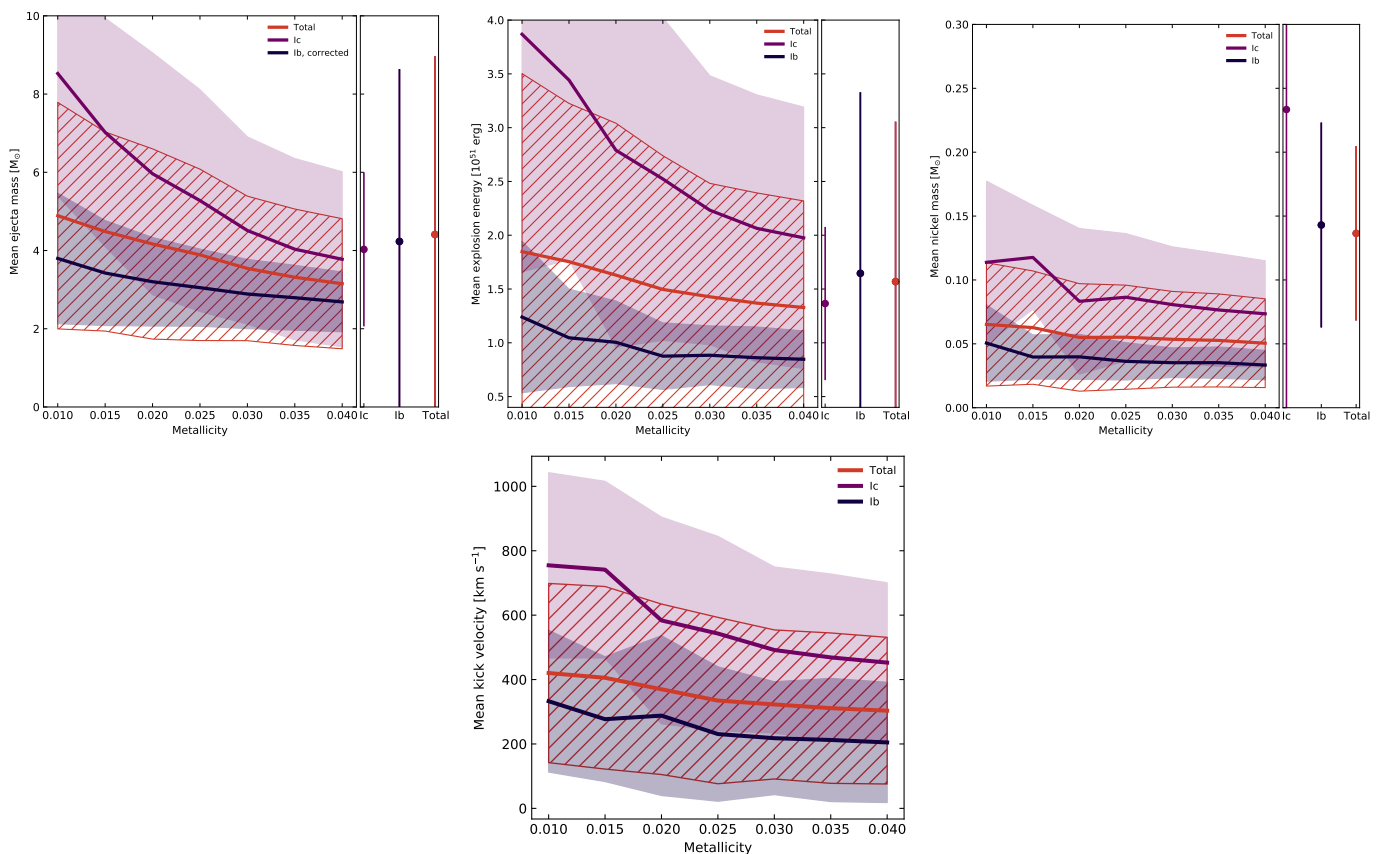 Mean ejecta mass [M⊙]
10
8
6
4
2
0
Total
Ic
Ib, corrected
0.010 0.015 0.020 0.025 0.030 0.035 0.040
Ic Ib Total
Metallicity
Mean explosion energy [10⁵¹ erg]
4.0
3.5
3.0
2.5
2.0
1.5
1.0
0.5
Total
Ic
Ib
0.010 0.015 0.020 0.025 0.030 0.035 0.040
Ic Ib Total
Metallicity
Mean nickel mass [M⊙]
0.30
0.25
0.20
0.15
0.10
0.05
0.00
Total
Ic
Ib
0.010 0.015 0.020 0.025 0.030 0.035 0.040
Ic Ib Total
Metallicity
Mean kick velocity [km s⁻¹]
1000
800
600
400
200
0
Total
Ic
Ib
0.010 0.015 0.020 0.025 0.030 0.035 0.040
Metallicity